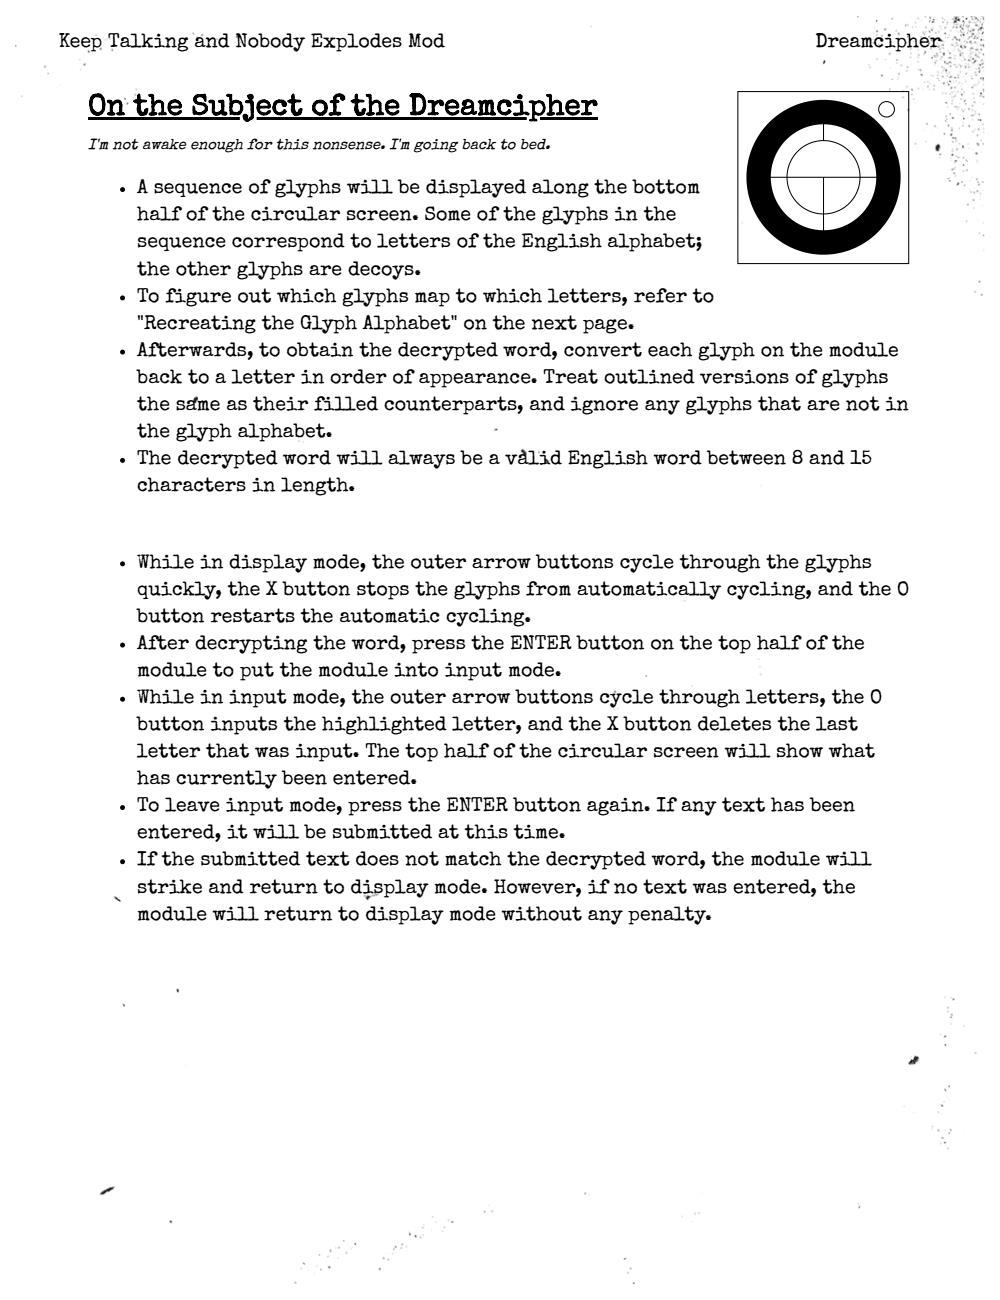 Keep Talking and Nobody Explodes Mod
Dreamcipher
On the Subject of the Dreamcipher
I'm not awake enough for this nonsense. I'm going back to bed.
• A sequence of glyphs will be displayed along the bottom
half of the circular screen. Some of the glyphs in the
sequence correspond to letters of the English alphabet;
the other glyphs are decoys.
• To figure out which glyphs map to which letters, refer to
"Recreating the Glyph Alphabet" on the next page.
• Afterwards, to obtain the decrypted word, convert each glyph on the module
back to a letter in order of appearance. Treat outlined versions of glyphs
the same as their filled counterparts, and ignore any glyphs that are not in
the glyph alphabet.
• The decrypted word will always be a valid English word between 8 and 15
characters in length.
• While in display mode, the outer arrow buttons cycle through the glyphs
quickly, the X button stops the glyphs from automatically cycling, and the O
button restarts the automatic cycling.
• After decrypting the word, press the ENTER button on the top half of the
module to put the module into input mode.
• While in input mode, the outer arrow buttons cycle through letters, the O
button inputs the highlighted letter, and the X button deletes the last
letter that was input. The top half of the circular screen will show what
has currently been entered.
• To leave input mode, press the ENTER button again. If any text has been
entered, it will be submitted at this time.
• If the submitted text does not match the decrypted word, the module will
strike and return to display mode. However, if no text was entered, the
module will return to display mode without any penalty.